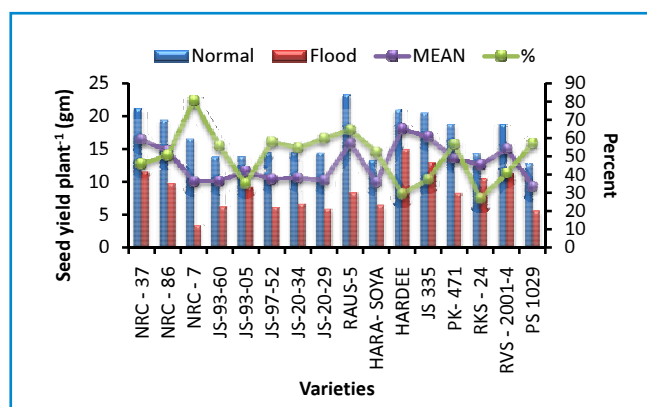 Normal Flood MEAN %
Seed yield plant⁻¹ (gm)
25
20
15
10
5
0
90
80
70
60
50
40
30
20
10
0
Percent
NRC - 37
NRC - 86
NRC - 7
JS-93-60
JS-93-05
JS-97-52
JS-20-34
JS-20-29
RAUS-5
HARA- SOYA
HARDEE
JS 335
PK- 471
RKS - 24
RVS - 2001-4
PS 1029
Varieties